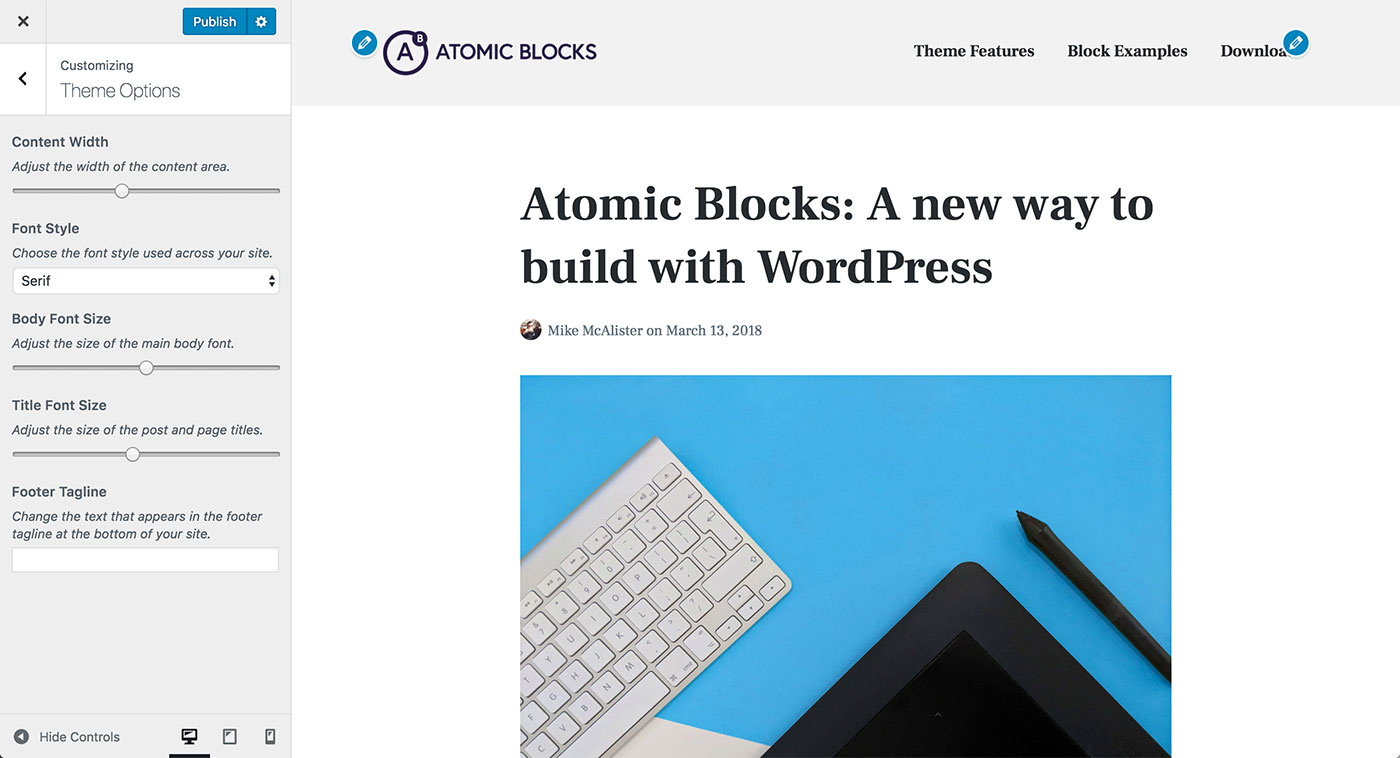 Publish
Customizing
Theme Options
Content Width
Adjust the width of the content area.
Font Style
Choose the font style used across your site.
Serif
Body Font Size
Adjust the size of the main body font.
Title Font Size
Adjust the size of the post and page titles.
Footer Tagline
Change the text that appears in the footer
tagline at the bottom of your site.
Hide Controls
A B ATOMIC BLOCKS
Theme Features Block Examples Downloa
Atomic Blocks: A new way to
build with WordPress
Mike McAlister on March 13, 2018